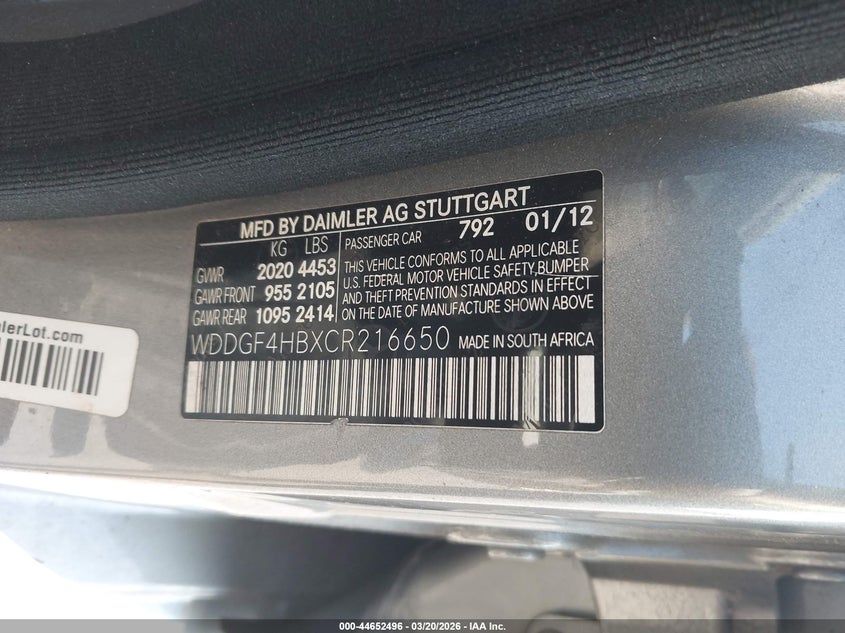 MFD BY DAIMLER AG STUTTGART
KG LBS
GVWR 2020 4453
GAWR FRONT 955 2105
GAWR REAR 1095 2414
PASSENGER CAR 792 01/12
THIS VEHICLE CONFORMS TO ALL APPLICABLE
U.S. FEDERAL MOTOR VEHICLE SAFETY,BUMPER
AND THEFT PREVENTION STANDARDS IN EFFECT
ON THE DATE OF MANUFACTURE SHOWN ABOVE
WDDGF4HBXCR216650 MADE IN SOUTH AFRICA
lerLot.com
000-44652496 - 03/20/2026 - IAA Inc.